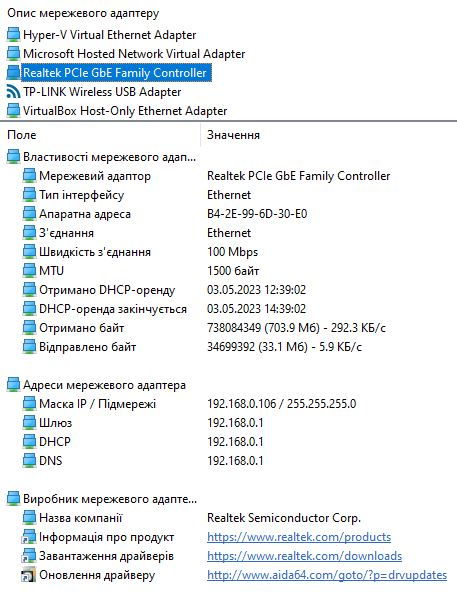 Опис мережевого адаптеру
Hyper-V Virtual Ethernet Adapter
Microsoft Hosted Network Virtual Adapter
Realtek PCIe GbE Family Controller
TP-LINK Wireless USB Adapter
VirtualBox Host-Only Ethernet Adapter
Поле Значення
Властивості мережевого адап...
Мережевий адаптор Realtek PCIe GbE Family Controller
Тип інтерфейсу Ethernet
Апаратна адреса B4-2E-99-6D-30-E0
З'єднання Ethernet
Швидкість з'єднання 100 Mbps
MTU 1500 байт
Отримано DHCP-оренду 03.05.2023 12:39:02
DHCP-оренда закінчується 03.05.2023 14:39:02
Отримано байт 738084349 (703.9 Мб) - 292.3 КБ/с
Відправлено байт 34699392 (33.1 Мб) - 5.9 КБ/с
Адреси мережевого адаптера
Маска IP / Підмережі 192.168.0.106 / 255.255.255.0
Шлюз 192.168.0.1
DHCP 192.168.0.1
DNS 192.168.0.1
Виробник мережевого адапте...
Назва компанії Realtek Semiconductor Corp.
Інформація про продукт https://www.realtek.com/products
Завантаження драйверів https://www.realtek.com/downloads
Оновлення драйверу http://www.aida64.com/goto/?p=drvupdates